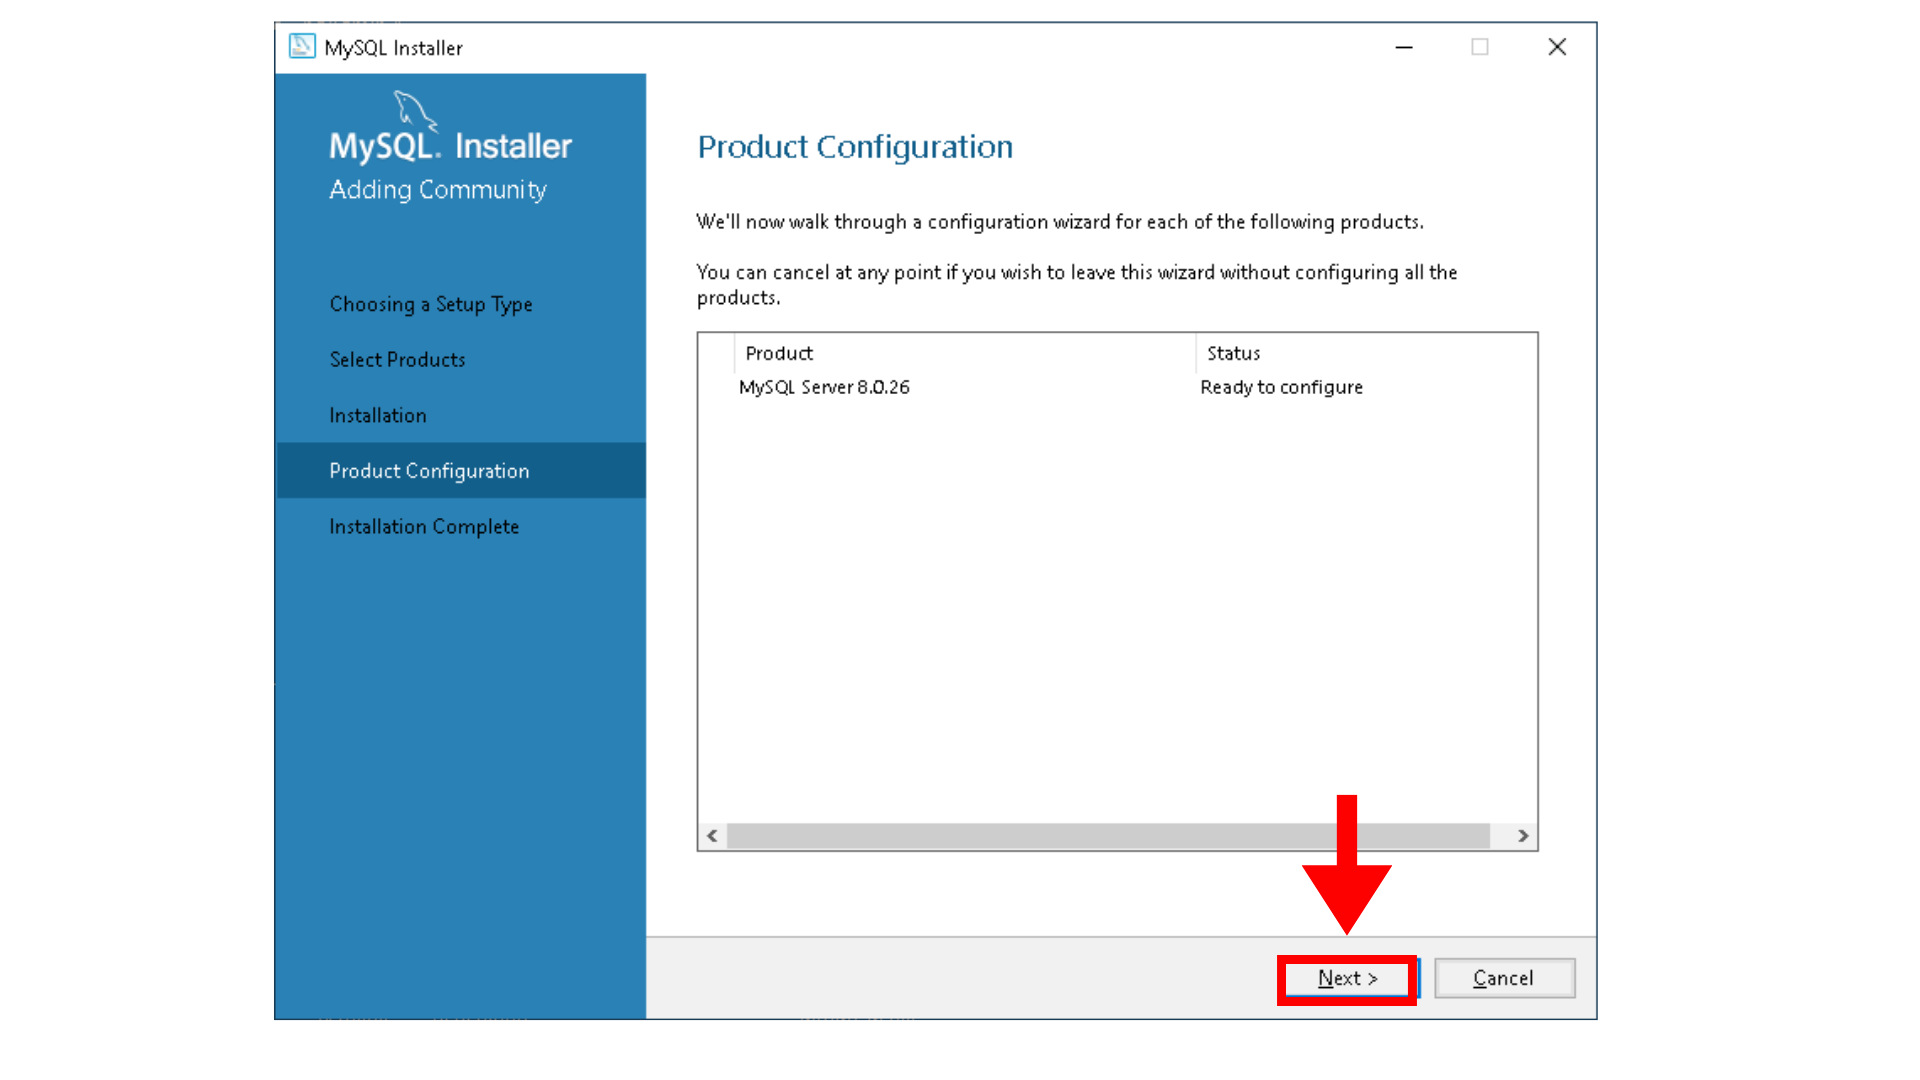 MySQL Installer
MySQL. Installer
Adding Community
Choosing a Setup Type
Select Products
Installation
Product Configuration
Installation Complete
Product Configuration
We'll now walk through a configuration wizard for each of the following products.
You can cancel at any point if you wish to leave this wizard without configuring all the
products.
Product Status
MySQL Server 8.0.26 Ready to configure
Next > Cancel